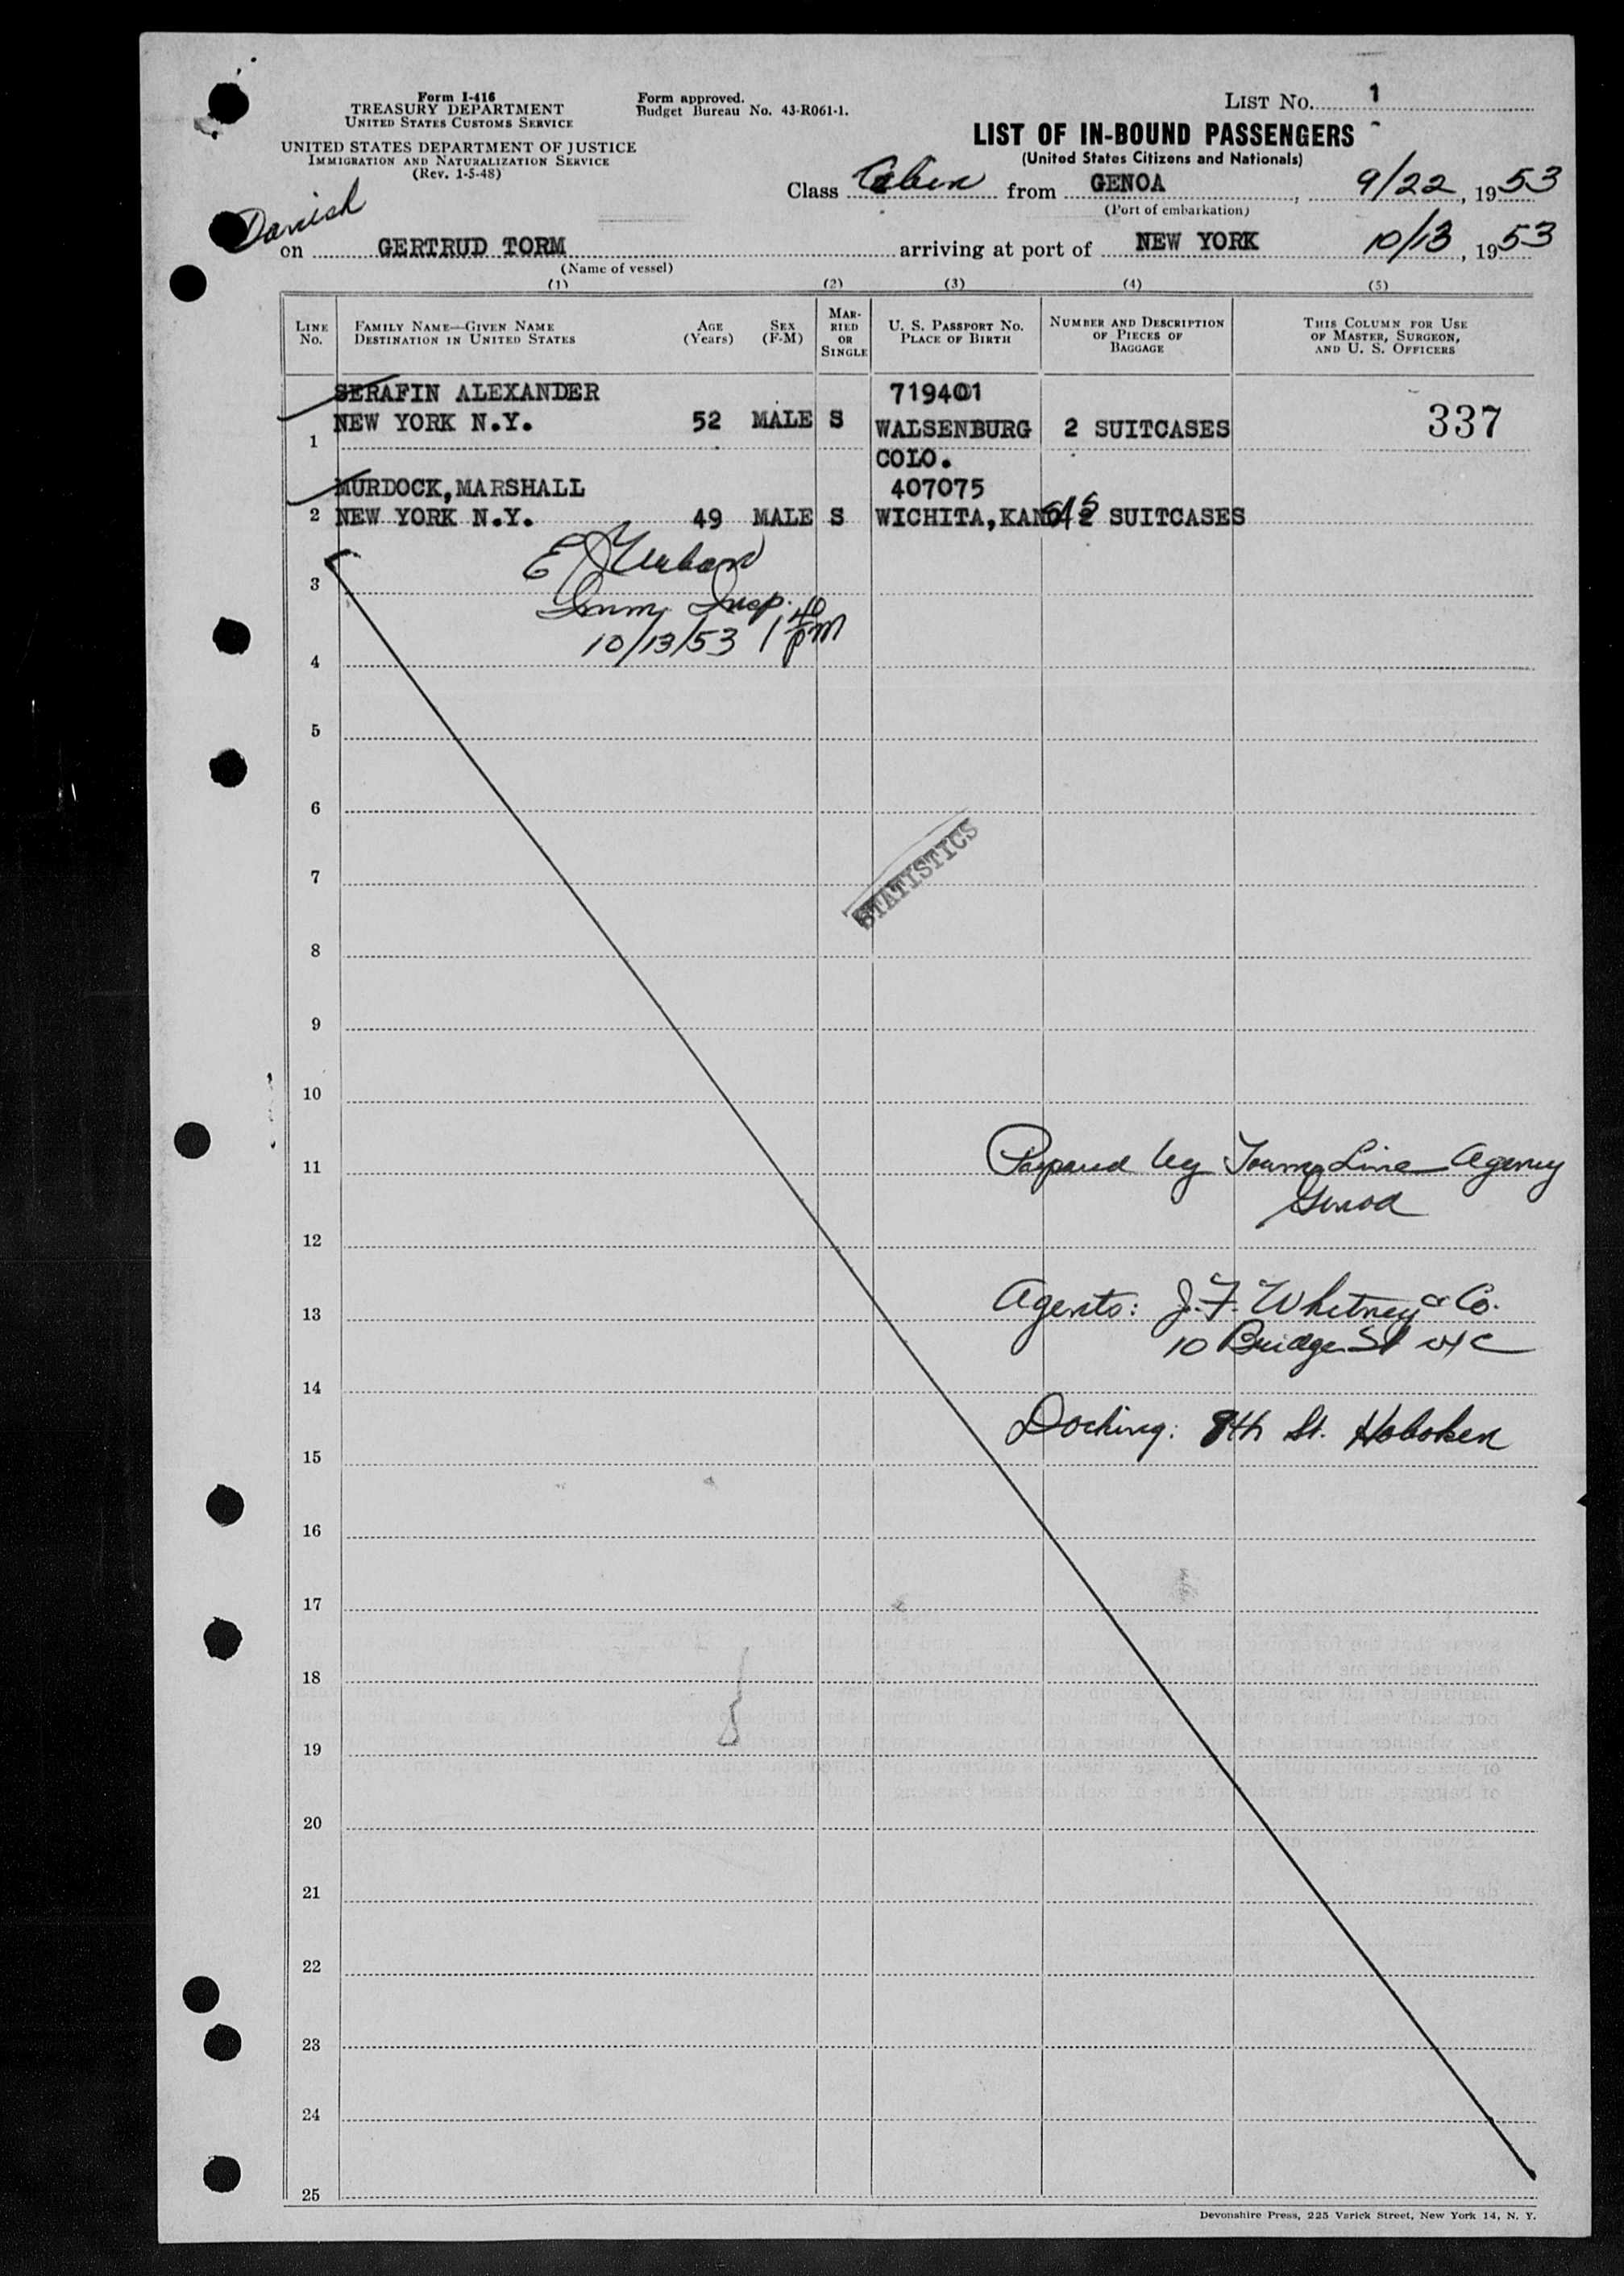 Form I-416
TREASURY DEPARTMENT
UNITED STATES CUSTOMS SERVICE
UNITED STATES DEPARTMENT OF JUSTICE
IMMIGRATION AND NATURALIZATION SERVICE
(Rev. 1-5-48)
Form approved.
Budget Bureau No. 43-R061-1.
LIST No. 1
LIST OF IN-BOUND PASSENGERS
(United States Citizens and Nationals)
Class Cabin from GENOA, 9/22, 1953
(Port of embarkation)
Danish
on GERTRUD TORM arriving at port of NEW YORK 10/13, 1953
(Name of vessel)
(1) (2) (3) (4) (5)
LINE No.
FAMILY NAME—GIVEN NAME
DESTINATION IN UNITED STATES
AGE (Years)
SEX (F-M)
MARRIED OR SINGLE
U. S. PASSPORT No.
PLACE OF BIRTH
NUMBER AND DESCRIPTION OF PIECES OF BAGGAGE
THIS COLUMN FOR USE OF MASTER, SURGEON, AND U. S. OFFICERS
SERAFIN ALEXANDER 719401
1 NEW YORK N.Y. 52 MALE S WALSENBURG 2 SUITCASES 337
COLO.
MURDOCK,MARSHALL 407075
2 NEW YORK N.Y. 49 MALE S WICHITA,KANS. 2 SUITCASES
3
Imm. Insp.
10/13/53 1 40 PM
4
5
6
STATISTICS
7
8
9
10
11 Prepared by Torm Line Agency
Genoa
12
13 Agents: J. F. Whitney & Co.
10 Bridge St NYC
14
Docking: 8th St. Hoboken
15
16
17
18
19
20
21
22
23
24
25
Devonshire Press, 225 Varick Street, New York 14, N. Y.